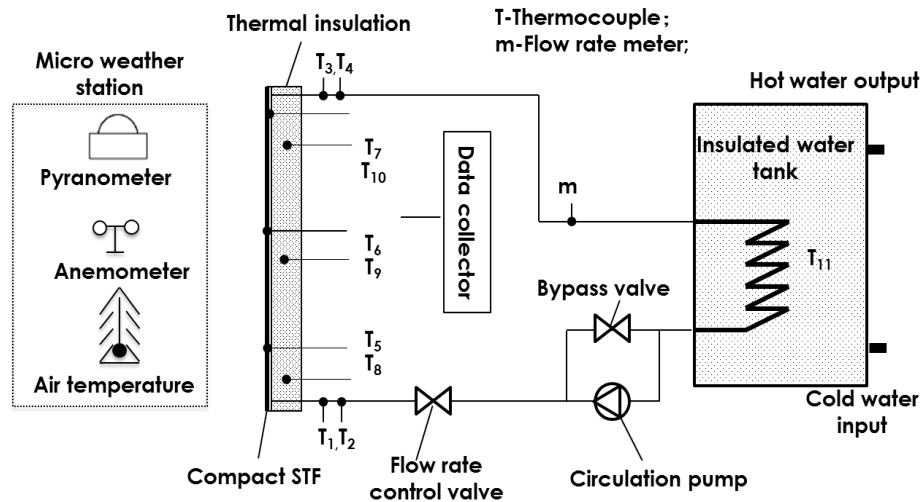 Thermal insulation
T-Thermocouple;
m-Flow rate meter;
Micro weather
station
T3,T4
Hot water output
Insulated water
tank
Pyranometer
T7
T10
Data collector
m
Anemometer
T6
T9
T11
Bypass valve
T5
T8
Air temperature
Cold water
input
T1,T2
Compact STF
Flow rate
control valve
Circulation pump